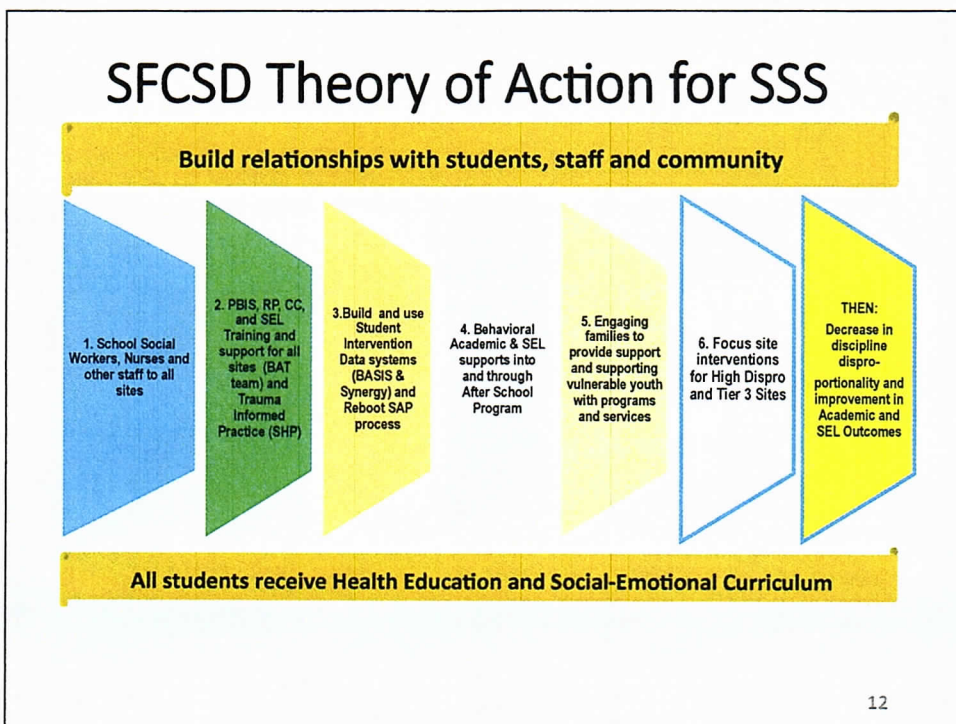 SFCSD Theory of Action for SSS
Build relationships with students, staff and community
1. School Social
Workers, Nurses and
other staff to all
sites
2. PBIS, RP, CC,
and SEL
Training and
support for all
sites (BAT
team) and
Trauma
Informed
Practice (SHP)
3.Build and use
Student
Intervention
Data systems
(BASIS &
Synergy) and
Reboot SAP
process
4. Behavioral
Academic & SEL
supports into
and through
After School
Program
5. Engaging
families to
provide support
and supporting
vulnerable youth
with programs
and services
6. Focus site
interventions
for High Dispro
and Tier 3 Sites
THEN:
Decrease in
discipline
dispro-
portionality and
improvement in
Academic and
SEL Outcomes
All students receive Health Education and Social-Emotional Curriculum
12